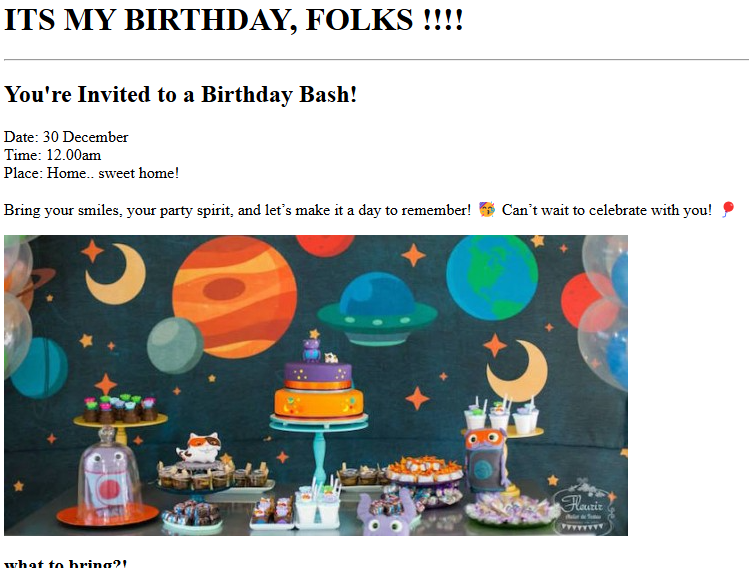 ITS MY BIRTHDAY, FOLKS !!!!
You're Invited to a Birthday Bash!
Date: 30 December
Time: 12.00am
Place: Home.. sweet home!
Bring your smiles, your party spirit, and let’s make it a day to remember! 🥳 Can’t wait to celebrate with you! 🎈
Fleuriz
what to bring?!